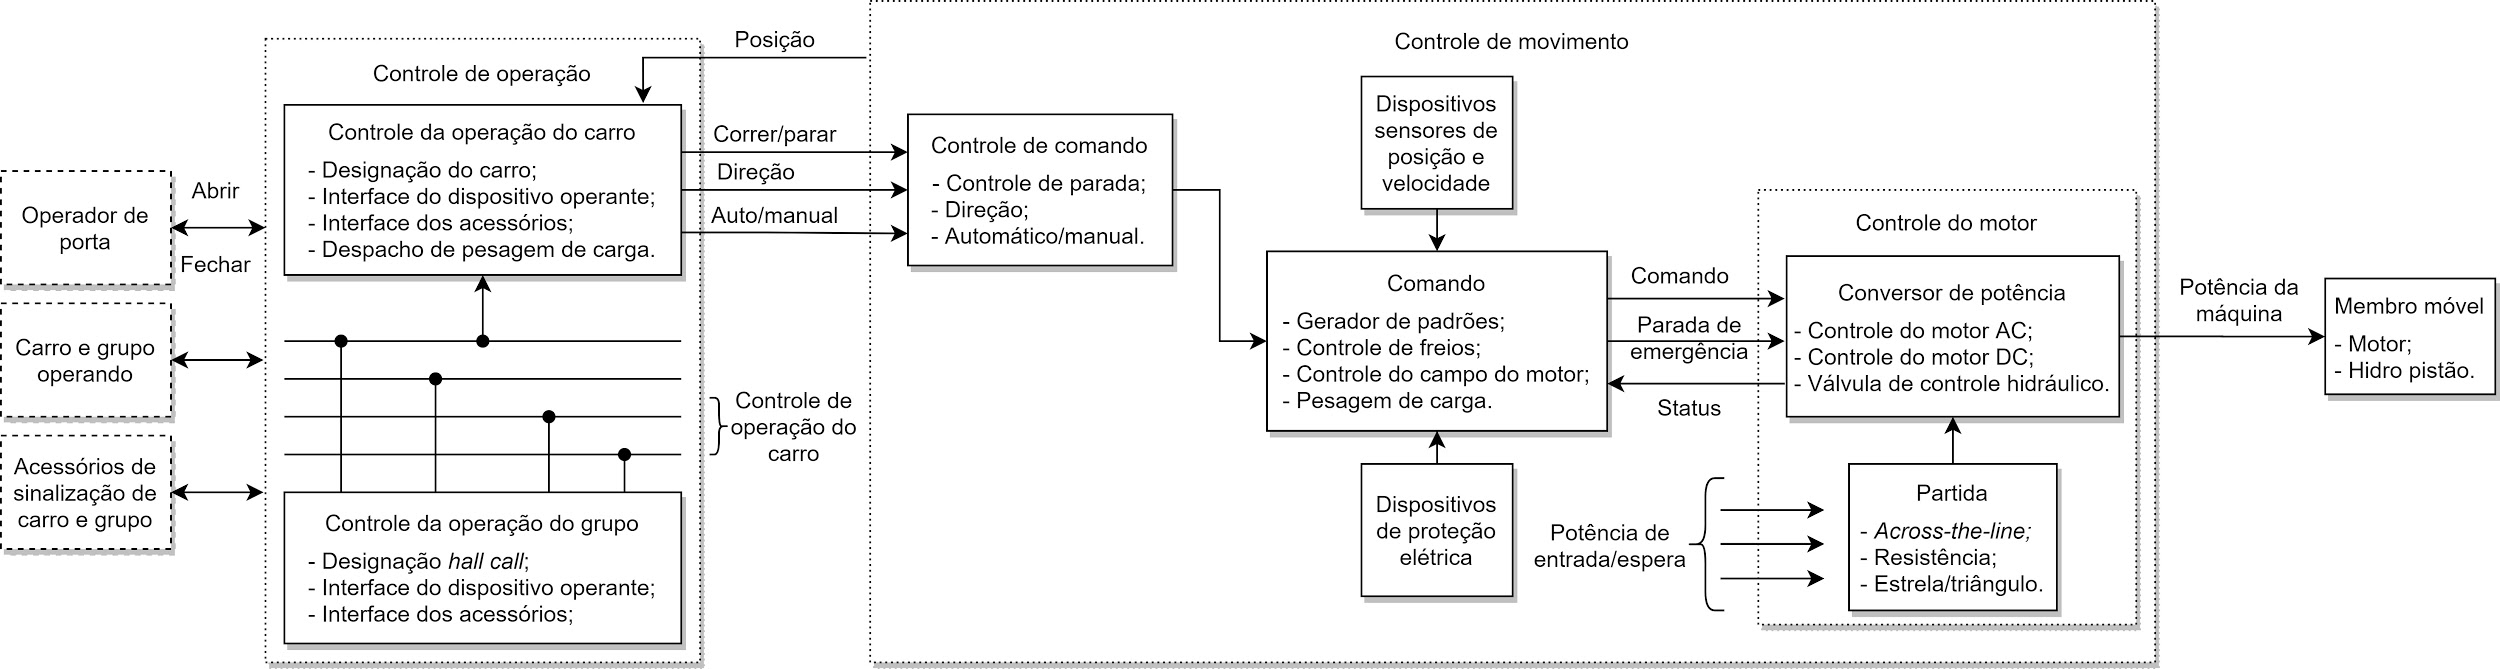 Operador de
porta
Abrir
Fechar
Carro e grupo
operando
Acessórios de
sinalização de
carro e grupo
Controle de operação
Controle da operação do carro
- Designação do carro;
- Interface do dispositivo operante;
- Interface dos acessórios;
- Despacho de pesagem de carga.
Controle de
operação do
carro
Controle da operação do grupo
- Designação hall call;
- Interface do dispositivo operante;
- Interface dos acessórios;
Posição
Correr/parar
Direção
Auto/manual
Controle de movimento
Controle de comando
- Controle de parada;
- Direção;
- Automático/manual.
Dispositivos
sensores de
posição e
velocidade
Comando
- Gerador de padrões;
- Controle de freios;
- Controle do campo do motor;
- Pesagem de carga.
Dispositivos
de proteção
elétrica
Comando
Parada de
emergência
Status
Controle do motor
Conversor de potência
- Controle do motor AC;
- Controle do motor DC;
- Válvula de controle hidráulico.
Potência de
entrada/espera
Partida
- Across-the-line;
- Resistência;
- Estrela/triângulo.
Potência da
máquina
Membro móvel
- Motor;
- Hidro pistão.